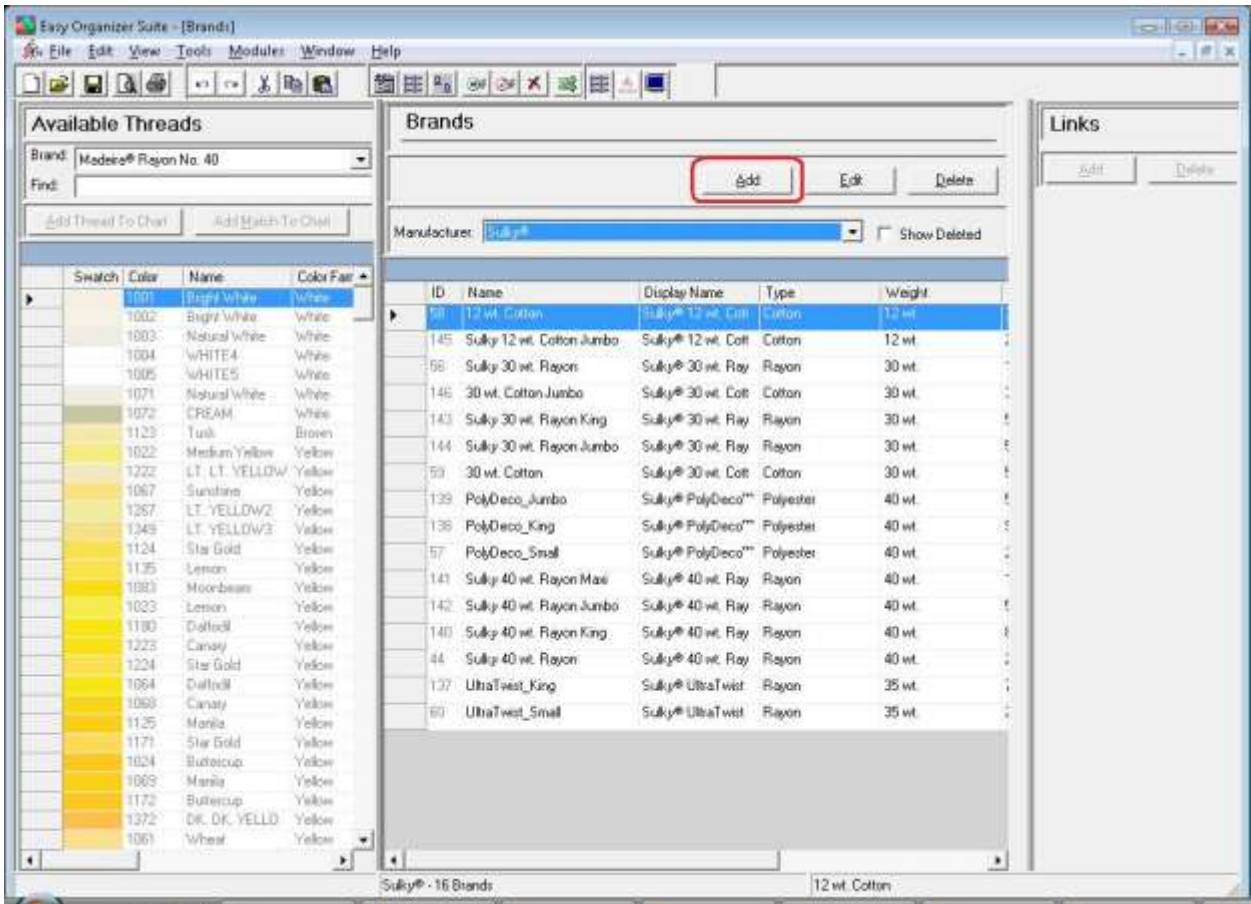 Easy Organizer Suite - [Brands]
File Edit View Tools Modules Window Help
Available Threads
Brand: Madeira® Rayon No. 40
Find:
Add Thread To Chart Add Match To Chart
Swatch Color Name Color Fam
1001 Bright White White
1002 Bright White White
1003 Natural White White
1004 WHITE4 White
1005 WHITE5 White
1071 Natural White White
1072 CREAM White
1123 Tusk Brown
1022 Medium Yellow Yellow
1222 LT. LT. YELLOW Yellow
1067 Sunshine Yellow
1267 LT. YELLOW2 Yellow
1349 LT. YELLOW3 Yellow
1124 Star Gold Yellow
1135 Lemon Yellow
1083 Moonbeam Yellow
1023 Lemon Yellow
1180 Daffodil Yellow
1223 Canary Yellow
1224 Star Gold Yellow
1064 Daffodil Yellow
1068 Canary Yellow
1125 Manila Yellow
1171 Star Gold Yellow
1024 Buttercup Yellow
1069 Manila Yellow
1172 Buttercup Yellow
1372 DK. DK. YELLO Yellow
1061 Wheat Yellow
Brands
Add Edit Delete
Manufacturer: Sulky® Show Deleted
ID Name Display Name Type Weight
58 12 wt. Cotton Sulky® 12 wt. Cott Cotton 12 wt.
145 Sulky 12 wt. Cotton Jumbo Sulky® 12 wt. Cott Cotton 12 wt.
56 Sulky 30 wt. Rayon Sulky® 30 wt. Ray Rayon 30 wt.
146 30 wt. Cotton Jumbo Sulky® 30 wt. Cott Cotton 30 wt.
143 Sulky 30 wt. Rayon King Sulky® 30 wt. Ray Rayon 30 wt.
144 Sulky 30 wt. Rayon Jumbo Sulky® 30 wt. Ray Rayon 30 wt.
59 30 wt. Cotton Sulky® 30 wt. Cott Cotton 30 wt.
139 PolyDeco_Jumbo Sulky® PolyDeco™ Polyester 40 wt.
138 PolyDeco_King Sulky® PolyDeco™ Polyester 40 wt.
57 PolyDeco_Small Sulky® PolyDeco™ Polyester 40 wt.
141 Sulky 40 wt. Rayon Maxi Sulky® 40 wt. Ray Rayon 40 wt.
142 Sulky 40 wt. Rayon Jumbo Sulky® 40 wt. Ray Rayon 40 wt.
140 Sulky 40 wt. Rayon King Sulky® 40 wt. Ray Rayon 40 wt.
44 Sulky 40 wt. Rayon Sulky® 40 wt. Ray Rayon 40 wt.
137 UltraTwist_King Sulky® UltraTwist Rayon 35 wt.
60 UltraTwist_Small Sulky® UltraTwist Rayon 35 wt.
Links
Add Delete
Sulky® - 16 Brands 12 wt. Cotton